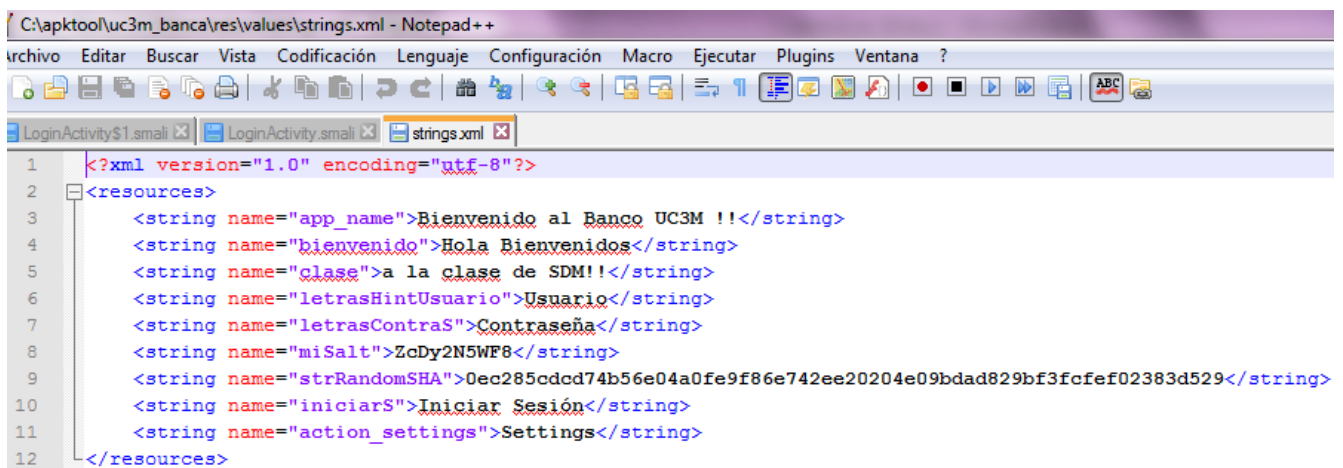 C:\apktool\uc3m_banca\res\values\strings.xml - Notepad++
Archivo Editar Buscar Vista Codificación Lenguaje Configuración Macro Ejecutar Plugins Ventana ?
ABC
LoginActivity$1.smali LoginActivity.smali strings.xml
1 <?xml version="1.0" encoding="utf-8"?>
2 <resources>
3 <string name="app_name">Bienvenido al Banco UC3M !!</string>
4 <string name="bienvenido">Hola Bienvenidos</string>
5 <string name="clase">a la clase de SDM!!</string>
6 <string name="letrasHintUsuario">Usuario</string>
7 <string name="letrasContraS">Contraseña</string>
8 <string name="miSalt">ZcDy2N5WF8</string>
9 <string name="strRandomSHA">0ec285cdcd74b56e04a0fe9f86e742ee20204e09bdad829bf3fcfef02383d529</string>
10 <string name="iniciarS">Iniciar Sesión</string>
11 <string name="action_settings">Settings</string>
12 </resources>